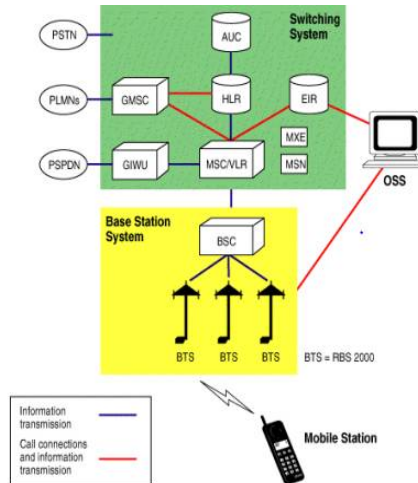 Switching
System
PSTN
AUC
PLMNs
GMSC
HLR
EIR
MXE
PSPDN
GIWU
MSC/VLR
MSN
OSS
Base Station
System
BSC
BTS
BTS
BTS
BTS = RBS 2000
Information
transmission
Call connections
and information
transmission
Mobile Station